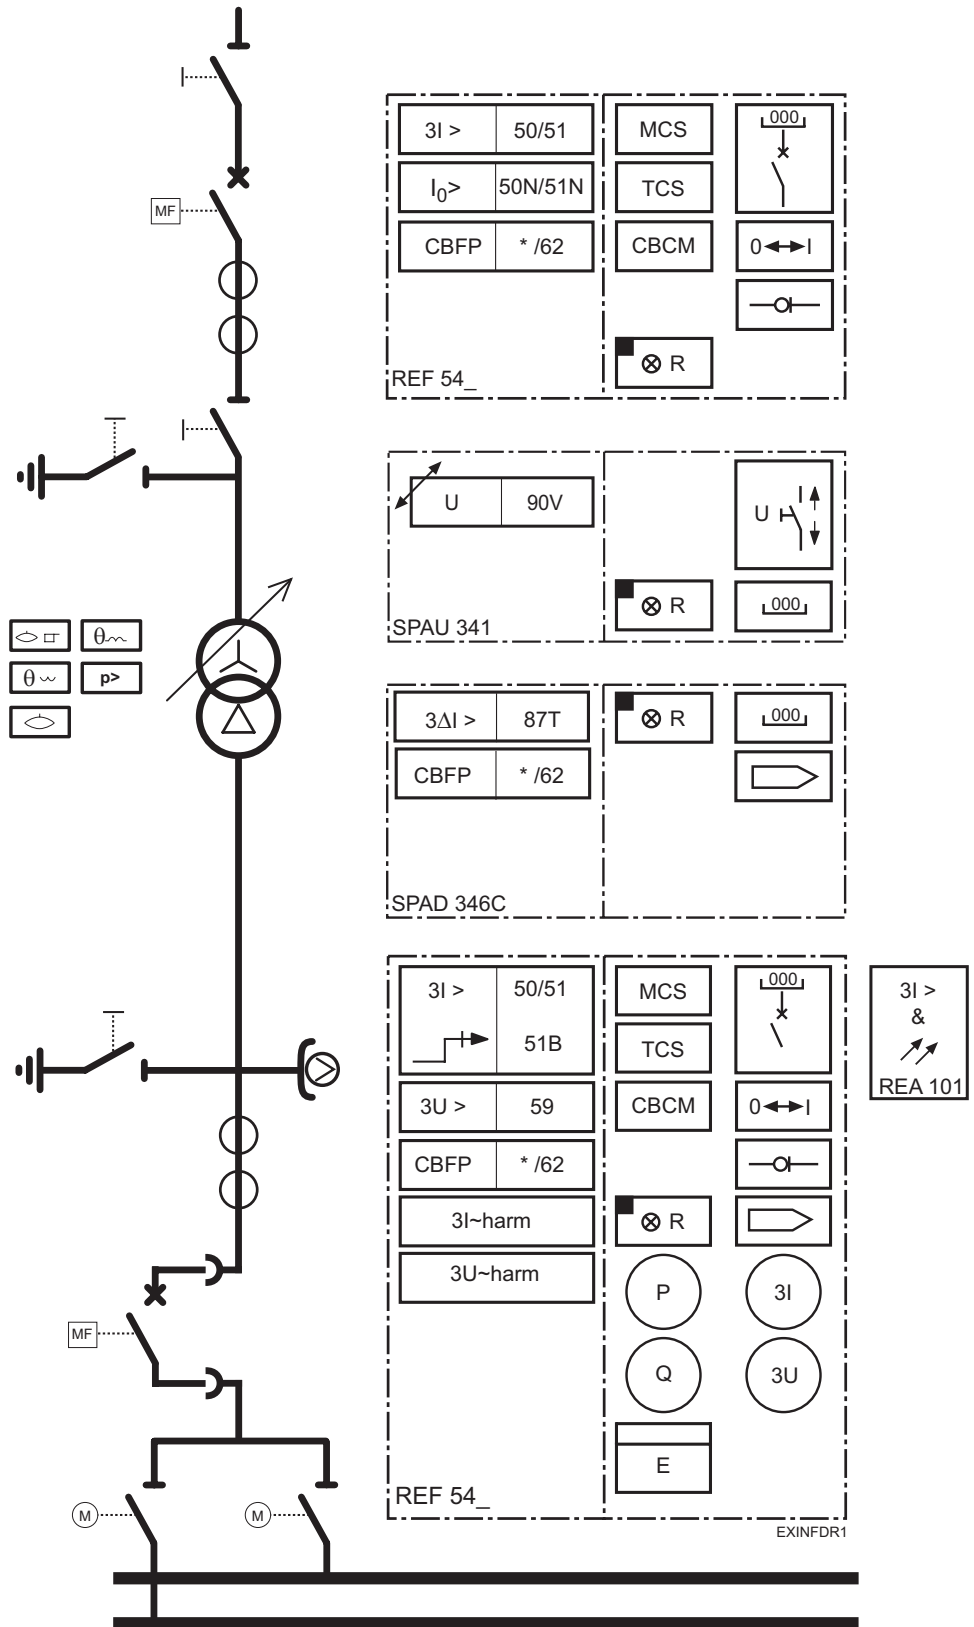 MF
3I > 50/51
I0> 50N/51N
CBFP * /62
MCS
TCS
CBCM
000
0 I
R
REF 54_
U 90V
U I
R
000
SPAU 341
θ
θ
p>
3ΔI > 87T
CBFP * /62
R
000
SPAD 346C
3I > 50/51
51B
3U > 59
CBFP * /62
3I~harm
3U~harm
MCS
TCS
CBCM
000
0 I
R
P
3I
Q
3U
E
REF 54_
3I >
&
REA 101
MF
M
M
EXINFDR1